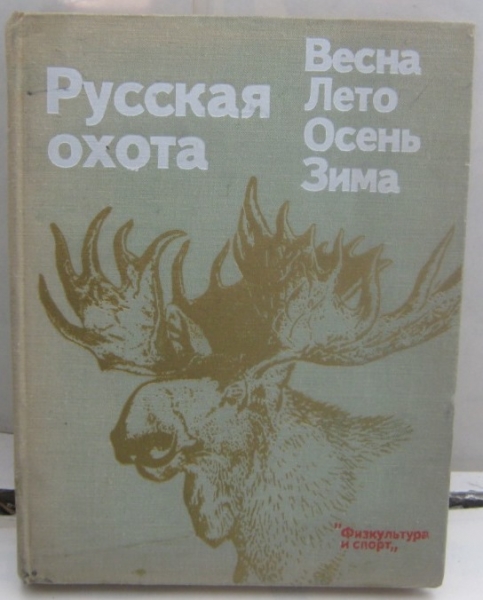 Русская
охота
Весна
Лето
Осень
Зима
"Физкультура
и спорт„